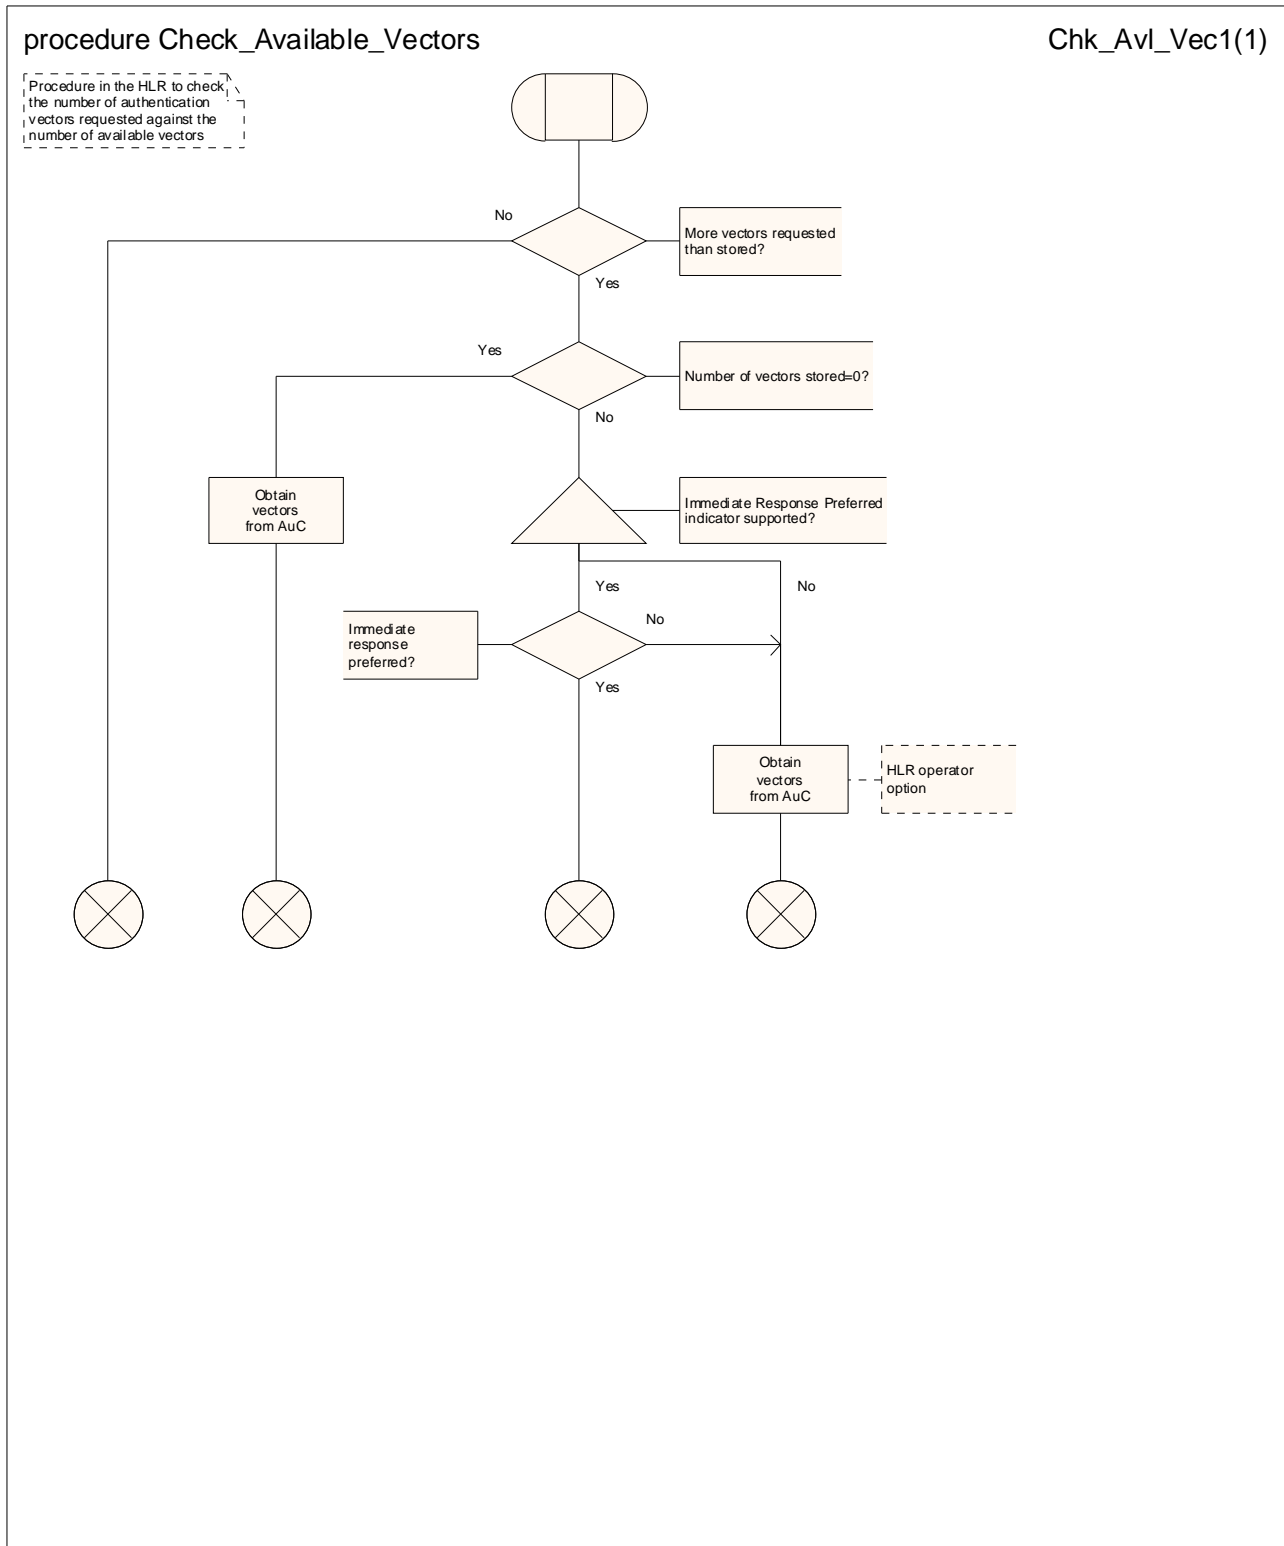 procedure Check_Available_Vectors
Chk_Avl_Vec1(1)
Procedure in the HLR to check
the number of authentication
vectors requested against the
number of available vectors
No
More vectors requested
than stored?
Yes
Yes
Number of vectors stored=0?
No
Obtain
vectors
from AuC
Immediate Response Preferred
indicator supported?
Yes
No
Immediate
response
preferred?
No
Yes
Obtain
vectors
from AuC
HLR operator
option